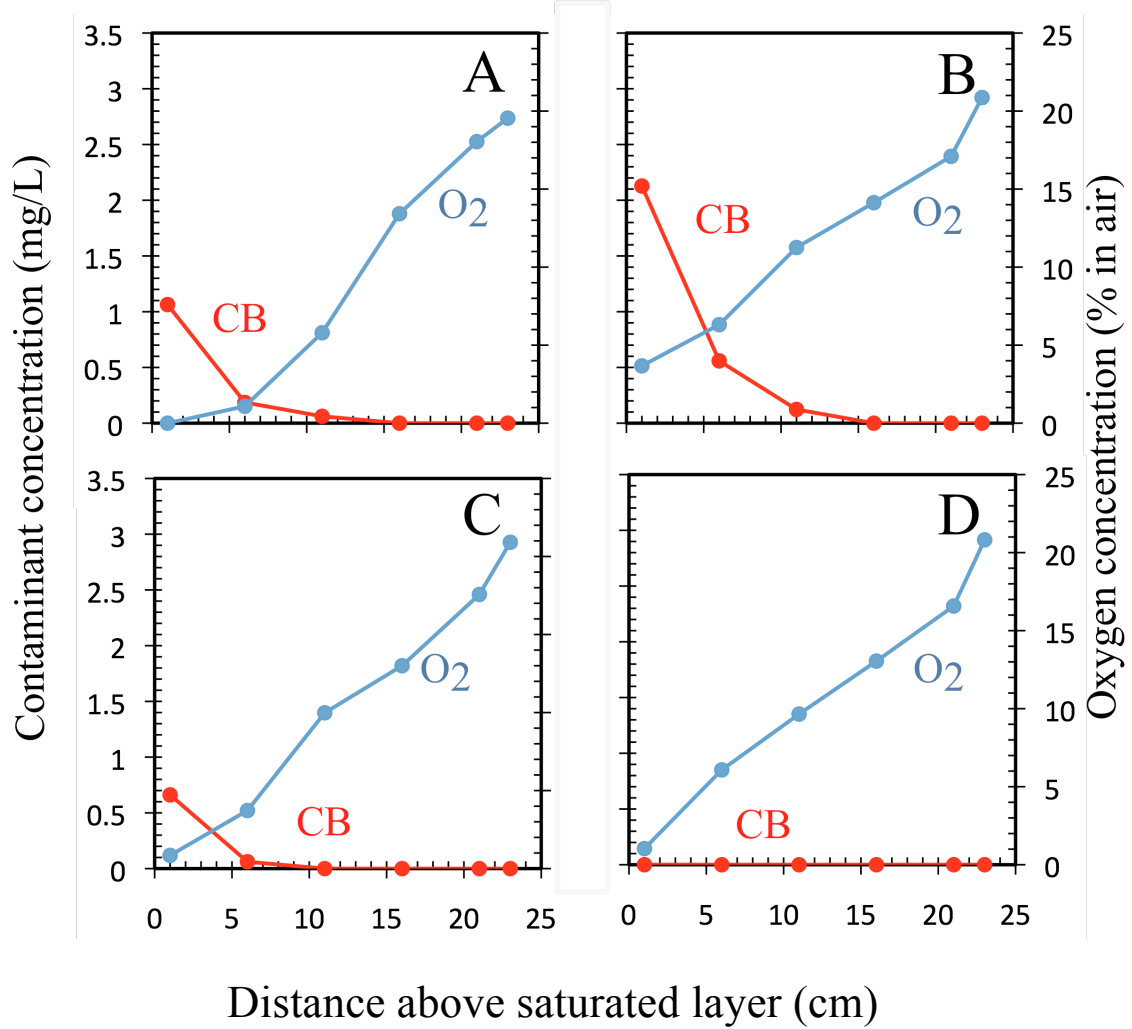 Contaminant concentration (mg/L)
Oxygen concentration (% in air)
3.5
3
2.5
2
1.5
1
0.5
0
A
O2
CB
B
CB
O2
25
20
15
10
5
0
3.5
3
2.5
2
1.5
1
0.5
0
C
O2
CB
0 5 10 15 20 25
D
O2
CB
25
20
15
10
5
0
0 5 10 15 20 25
Distance above saturated layer (cm)